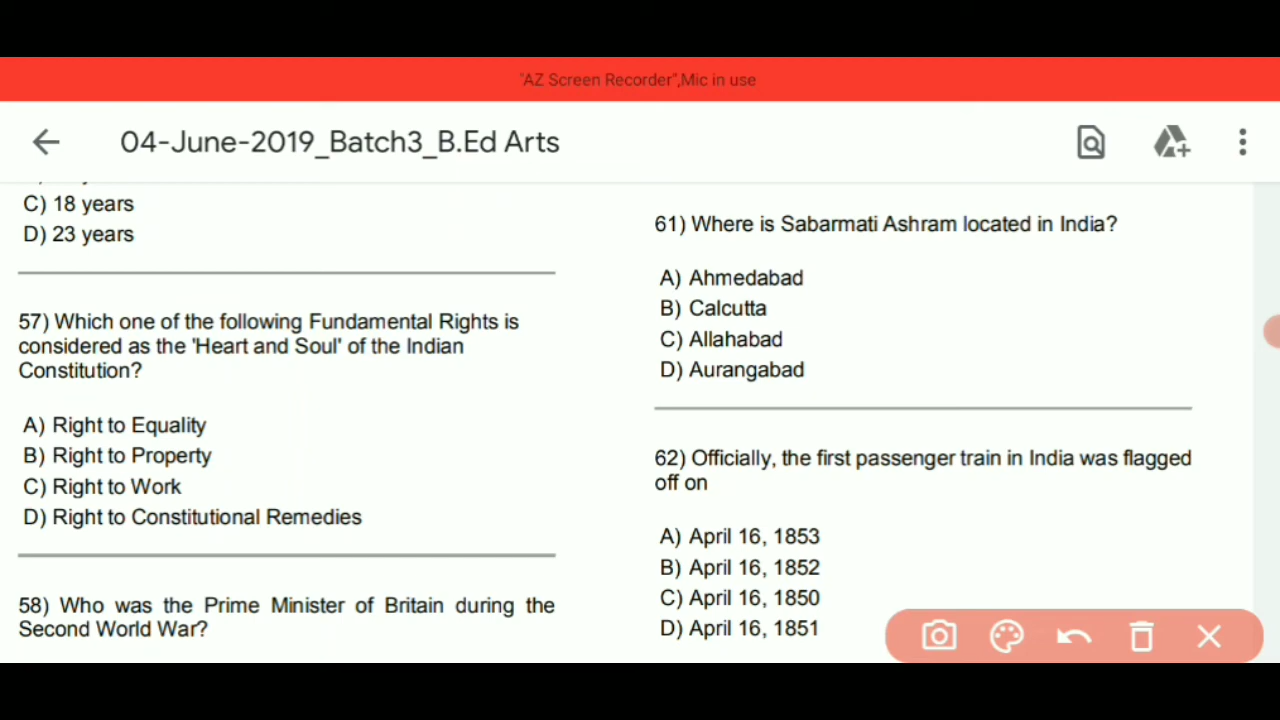 "AZ Screen Recorder",Mic in use
04-June-2019_Batch3_B.Ed Arts
C) 18 years
D) 23 years
57) Which one of the following Fundamental Rights is
considered as the 'Heart and Soul' of the Indian
Constitution?
A) Right to Equality
B) Right to Property
C) Right to Work
D) Right to Constitutional Remedies
58) Who was the Prime Minister of Britain during the
Second World War?
61) Where is Sabarmati Ashram located in India?
A) Ahmedabad
B) Calcutta
C) Allahabad
D) Aurangabad
62) Officially, the first passenger train in India was flagged
off on
A) April 16, 1853
B) April 16, 1852
C) April 16, 1850
D) April 16, 1851